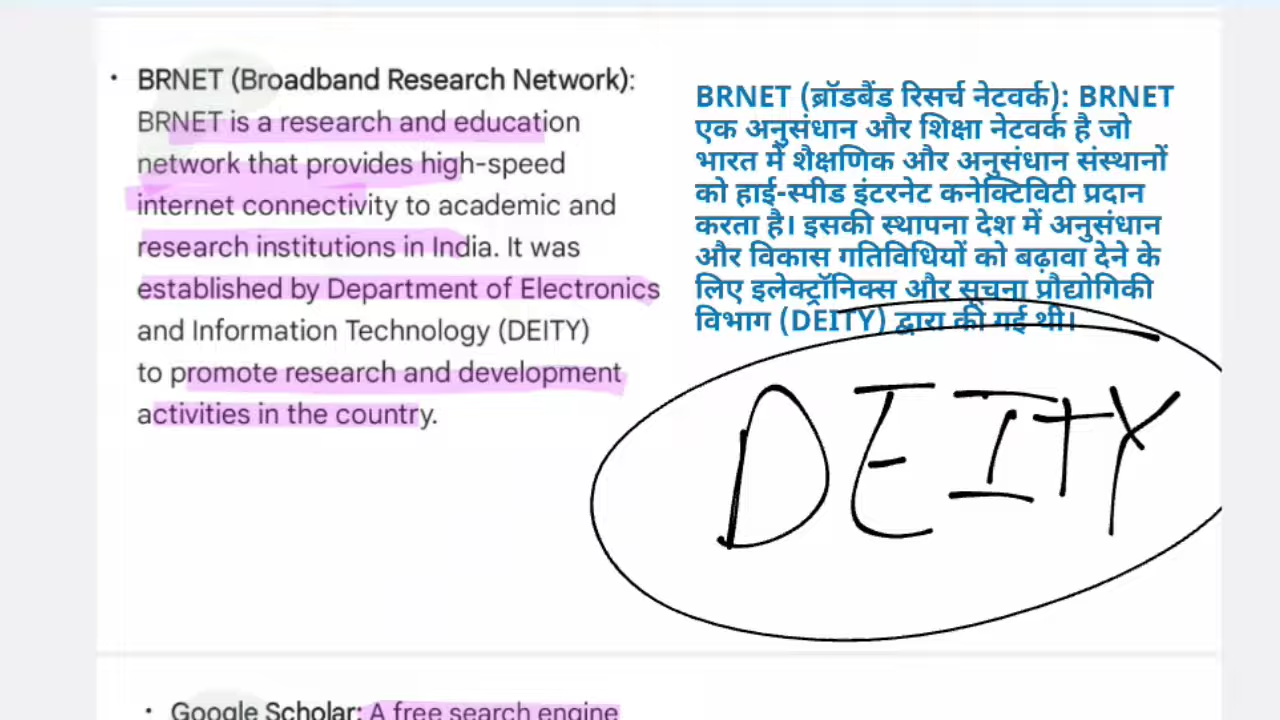 • BRNET (Broadband Research Network):
BRNET is a research and education
network that provides high-speed
internet connectivity to academic and
research institutions in India. It was
established by Department of Electronics
and Information Technology (DEITY)
to promote research and development
activities in the country.
BRNET (ब्रॉडबैंड रिसर्च नेटवर्क): BRNET
एक अनुसंधान और शिक्षा नेटवर्क है जो
भारत में शैक्षणिक और अनुसंधान संस्थानों
को हाई-स्पीड इंटरनेट कनेक्टिविटी प्रदान
करता है। इसकी स्थापना देश में अनुसंधान
और विकास गतिविधियों को बढ़ावा देने के
लिए इलेक्ट्रॉनिक्स और सूचना प्रौद्योगिकी
विभाग (DEITY) द्वारा की गई थी।
DEITY
• Google Scholar: A free search engine